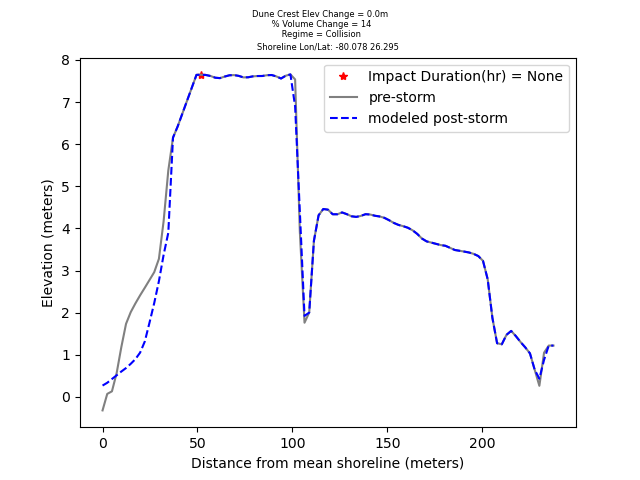 Dune Crest Elev Change = 0.0m
% Volume Change = 14
Regime = Collision
Shoreline Lon/Lat: -80.078 26.295
Impact Duration(hr) = None
pre-storm
modeled post-storm
Elevation (meters)
8
7
6
5
4
3
2
1
0
0 50 100 150 200
Distance from mean shoreline (meters)